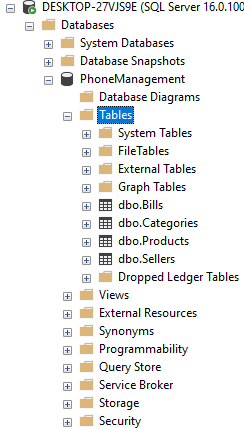 DESKTOP-27VJS9E (SQL Server 16.0.100
Databases
System Databases
Database Snapshots
PhoneManagement
Database Diagrams
Tables
System Tables
FileTables
External Tables
Graph Tables
dbo.Bills
dbo.Categories
dbo.Products
dbo.Sellers
Dropped Ledger Tables
Views
External Resources
Synonyms
Programmability
Query Store
Service Broker
Storage
Security